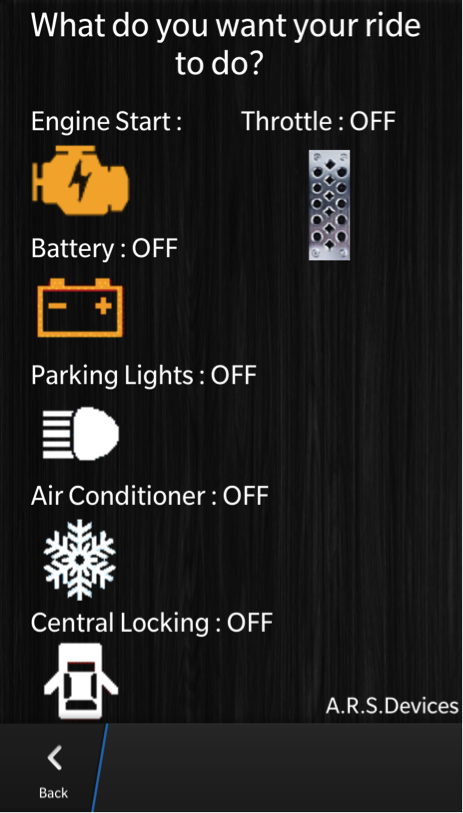 What do you want your ride
to do?
Engine Start :
Throttle : OFF
Battery : OFF
Parking Lights : OFF
Air Conditioner : OFF
Central Locking : OFF
A.R.S.Devices
Back